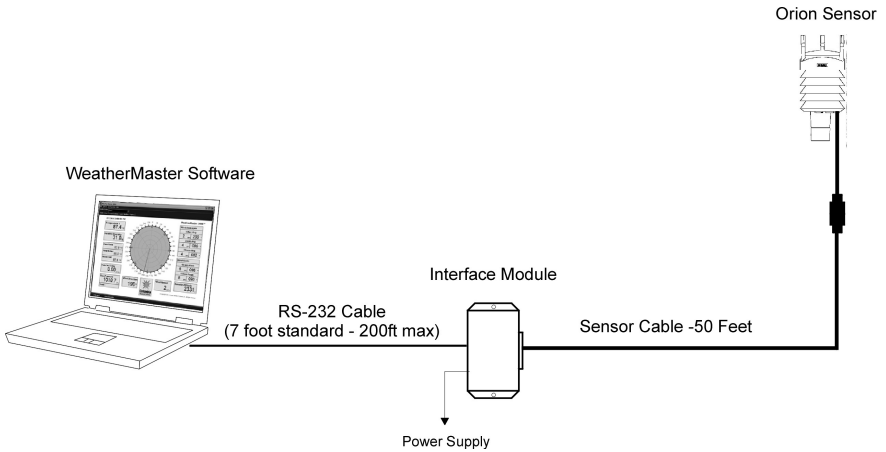 Orion Sensor
WeatherMaster Software
Interface Module
RS-232 Cable
(7 foot standard - 200ft max)
Sensor Cable -50 Feet
Power Supply